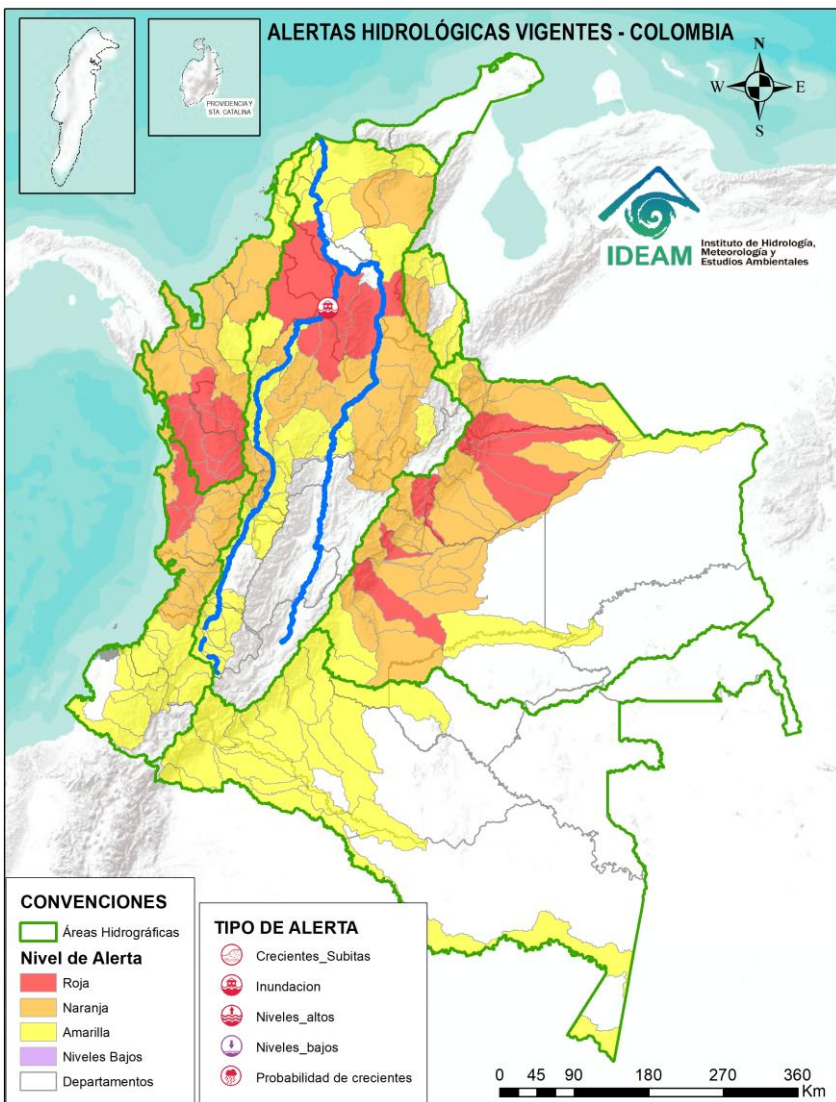 ALERTAS HIDROLÓGICAS VIGENTES - COLOMBIA
PROVIDENCIA Y
STA CATALINA
N
W
E
S
IDEAM
Instituto de Hidrología,
Meteorología y
Estudios Ambientales
CONVENCIONES
Áreas Hidrográficas
Nivel de Alerta
Roja
Naranja
Amarilla
Niveles Bajos
Departamentos
TIPO DE ALERTA
Crecientes_Subitas
Inundacion
Niveles_altos
Niveles_bajos
Probabilidad de crecientes
0 45 90 180 270 360
Km